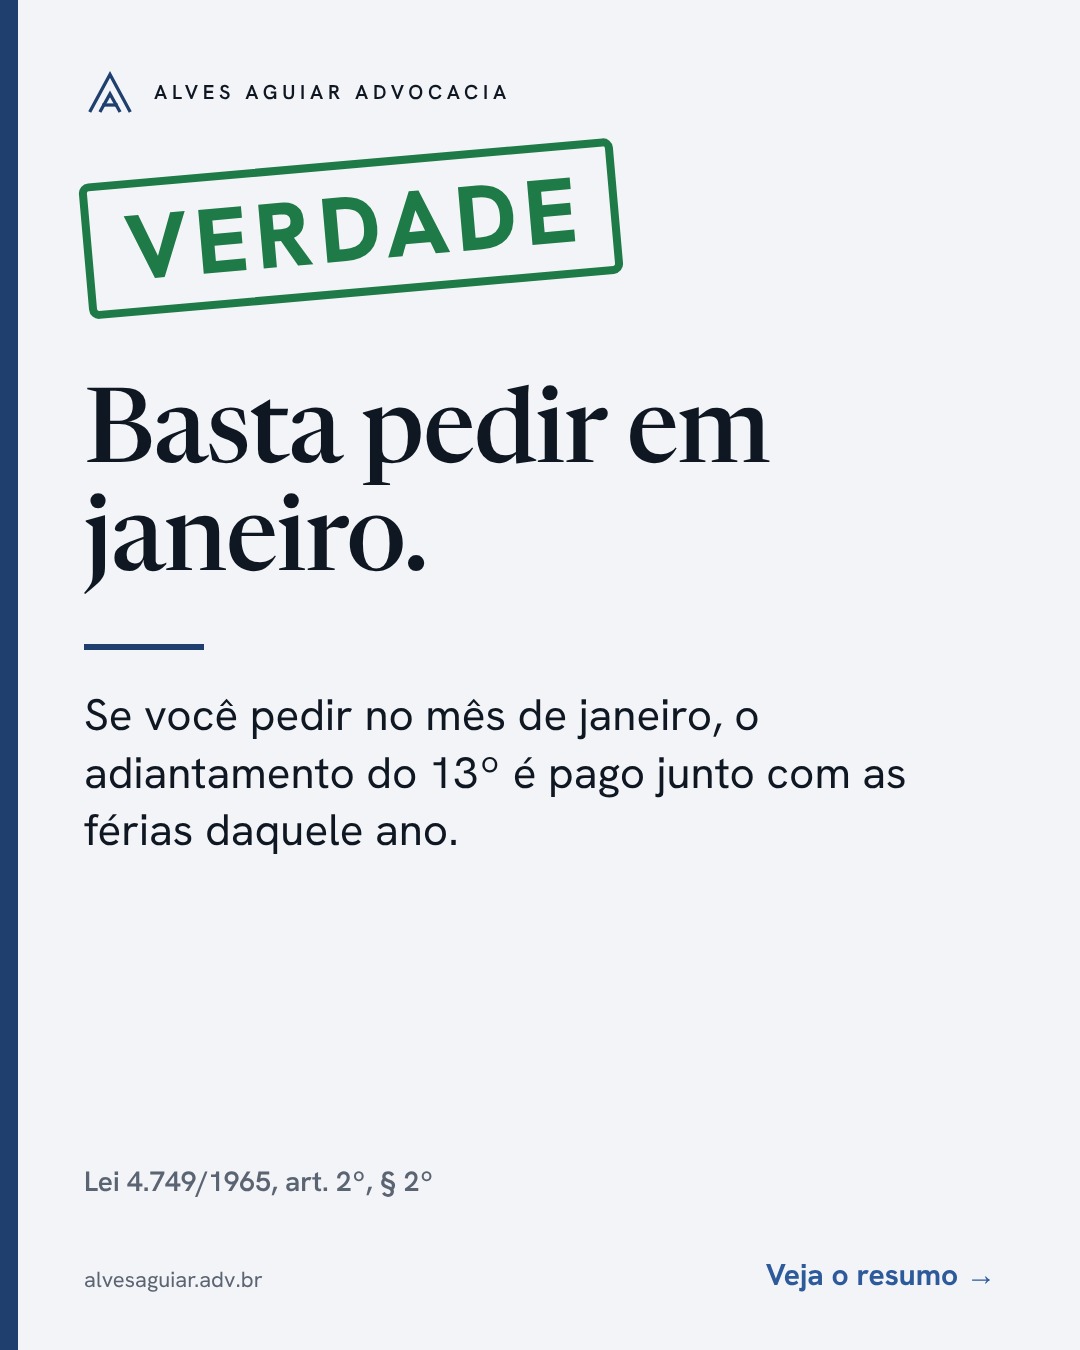 ALVES AGUIAR ADVOCACIA
VERDADE
Basta pedir em
janeiro.
Se você pedir no mês de janeiro, o
adiantamento do 13º é pago junto com as
férias daquele ano.
Lei 4.749/1965, art. 2º, § 2º
alvesaguiar.adv.br
Veja o resumo →